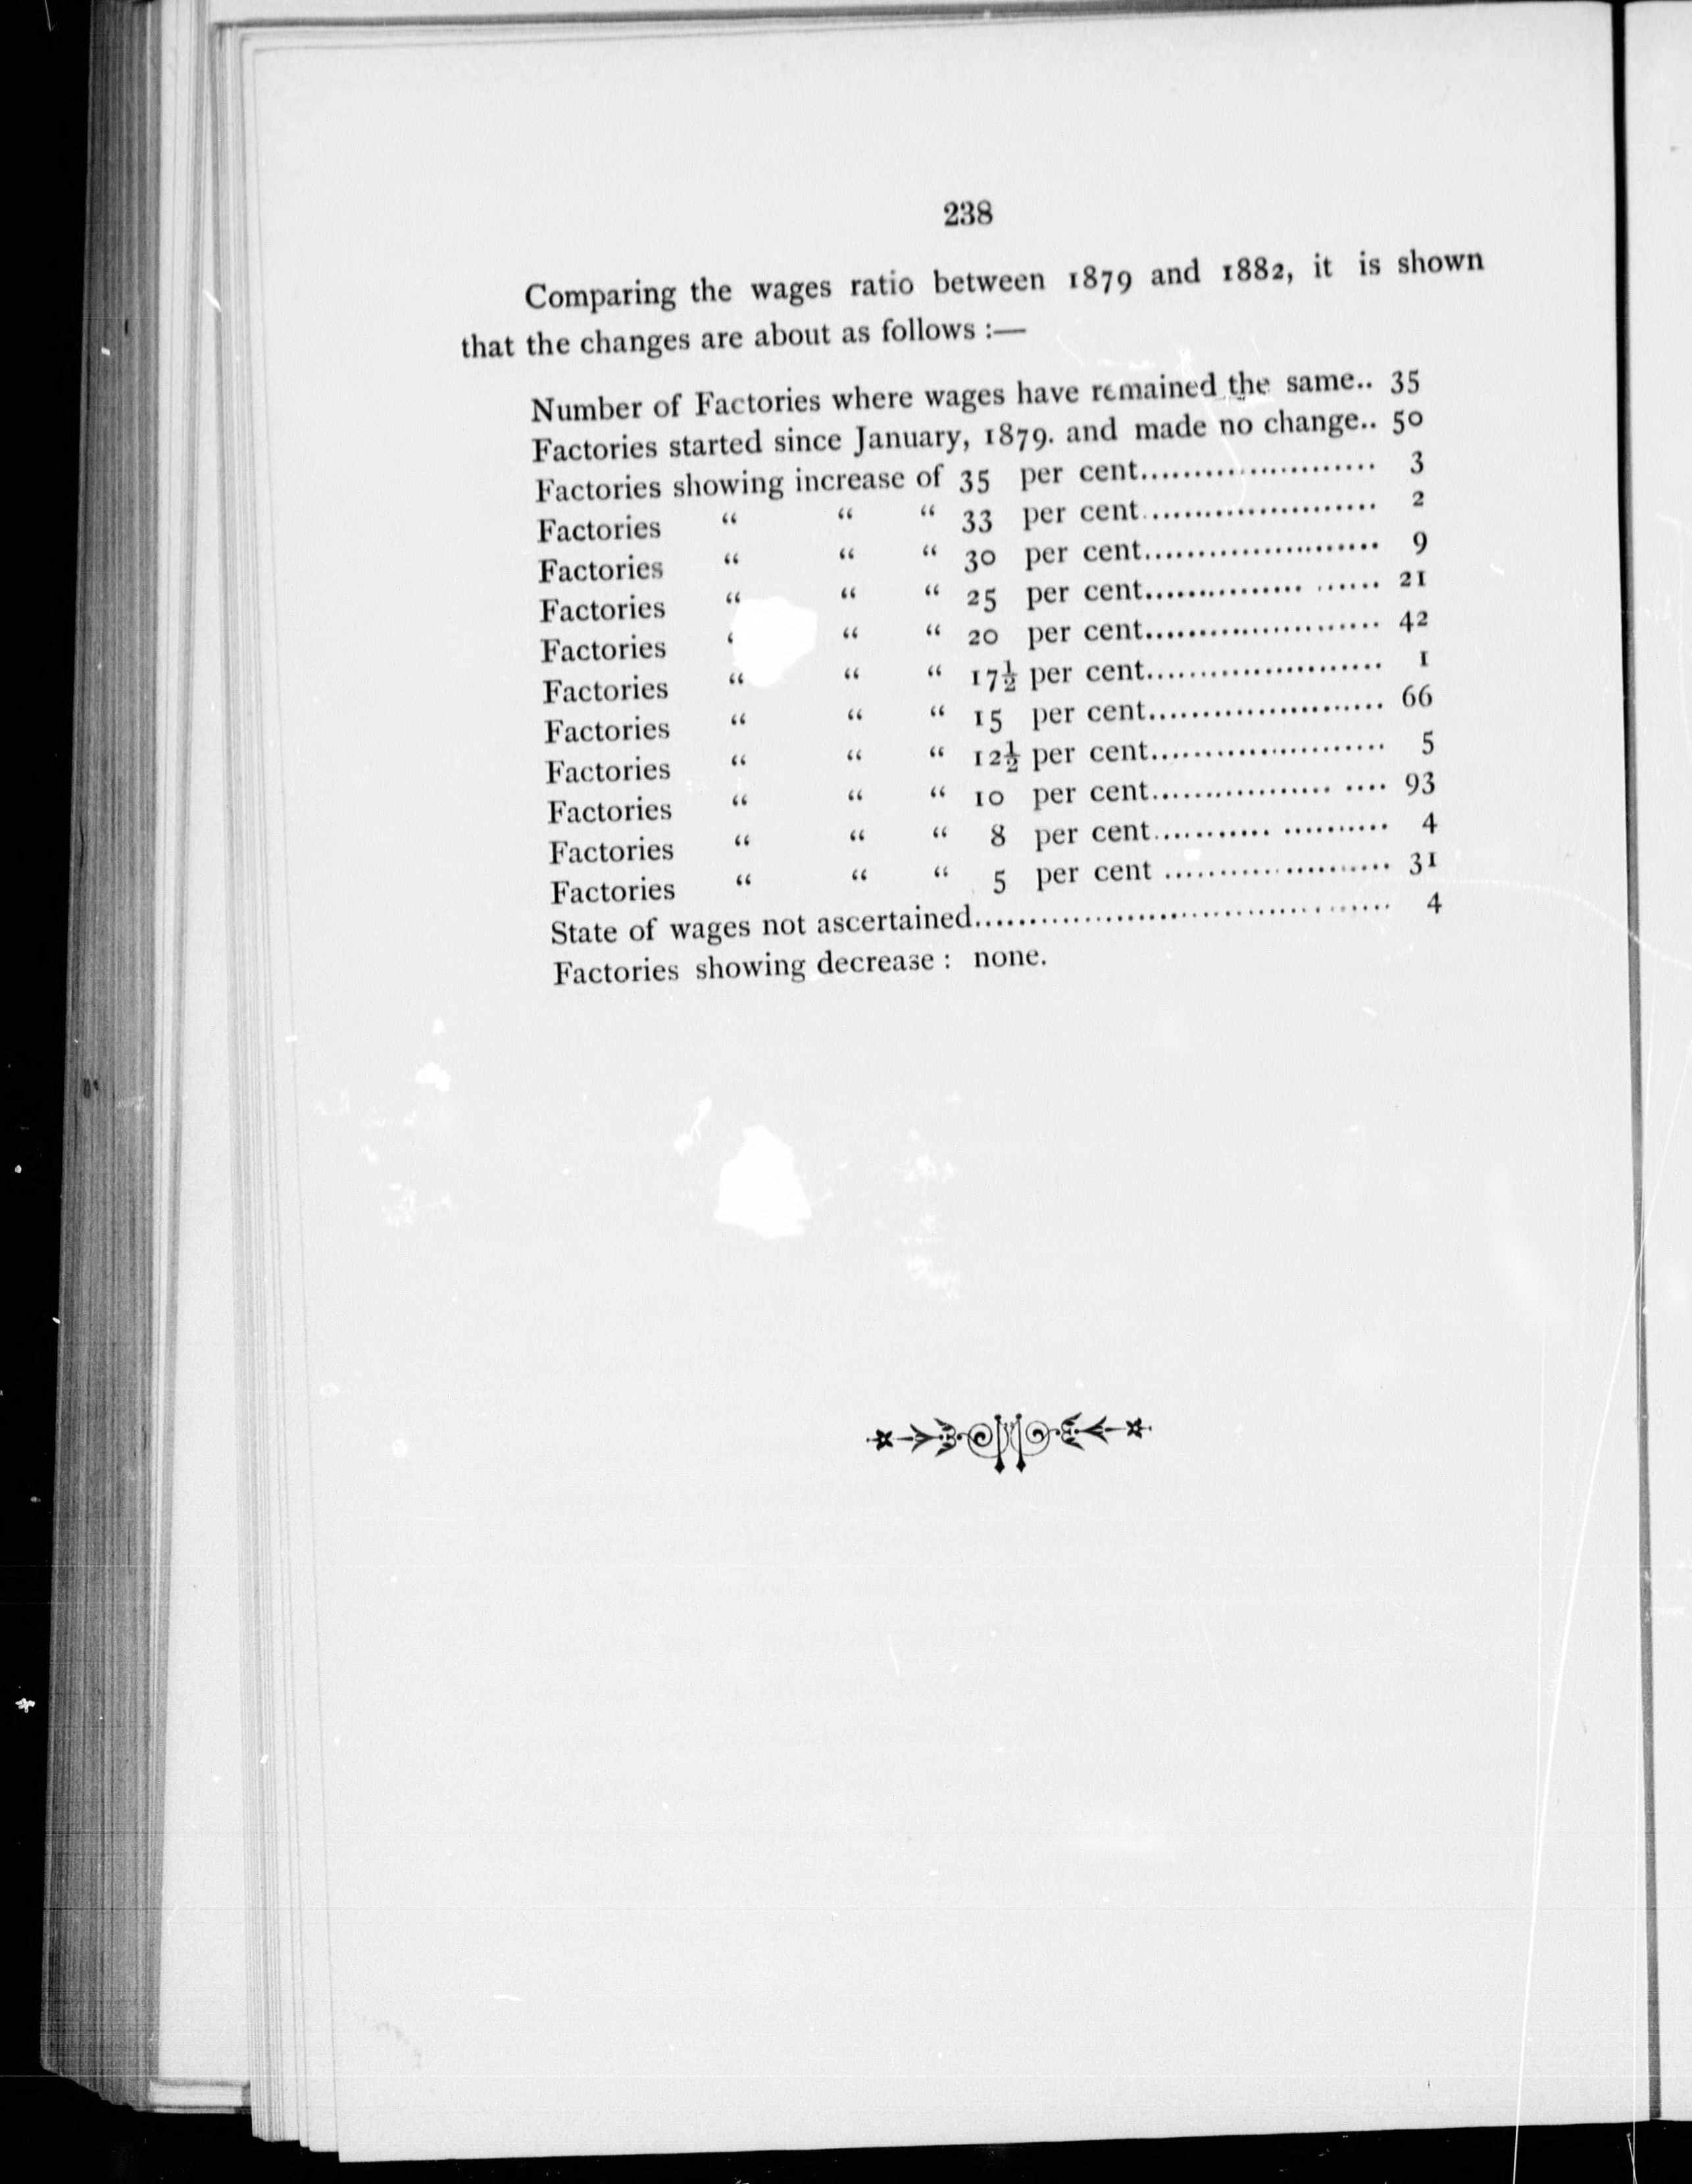 238
Comparing the wages ratio between 1879 and 1882, it is shown
that the changes are about as follows :—
Number of Factories where wages have remained the same.. 35
Factories started since January, 1879. and made no change.. 50
Factories showing increase of 35 per cent...................... 3
Factories “ “ “ 33 per cent...................... 2
Factories “ “ “ 30 per cent...................... 9
Factories “ “ “ 25 per cent............... ...... 21
Factories ‘ “ “ 20 per cent...................... 42
Factories “ “ “ 17½ per cent...................... 1
Factories “ “ “ 15 per cent...................... 66
Factories “ “ “ 12½ per cent...................... 5
Factories “ “ “ 10 per cent................. .... 93
Factories “ “ “ 8 per cent........... .......... 4
Factories “ “ “ 5 per cent ..................... 31
State of wages not ascertained....................................... 4
Factories showing decrease : none.